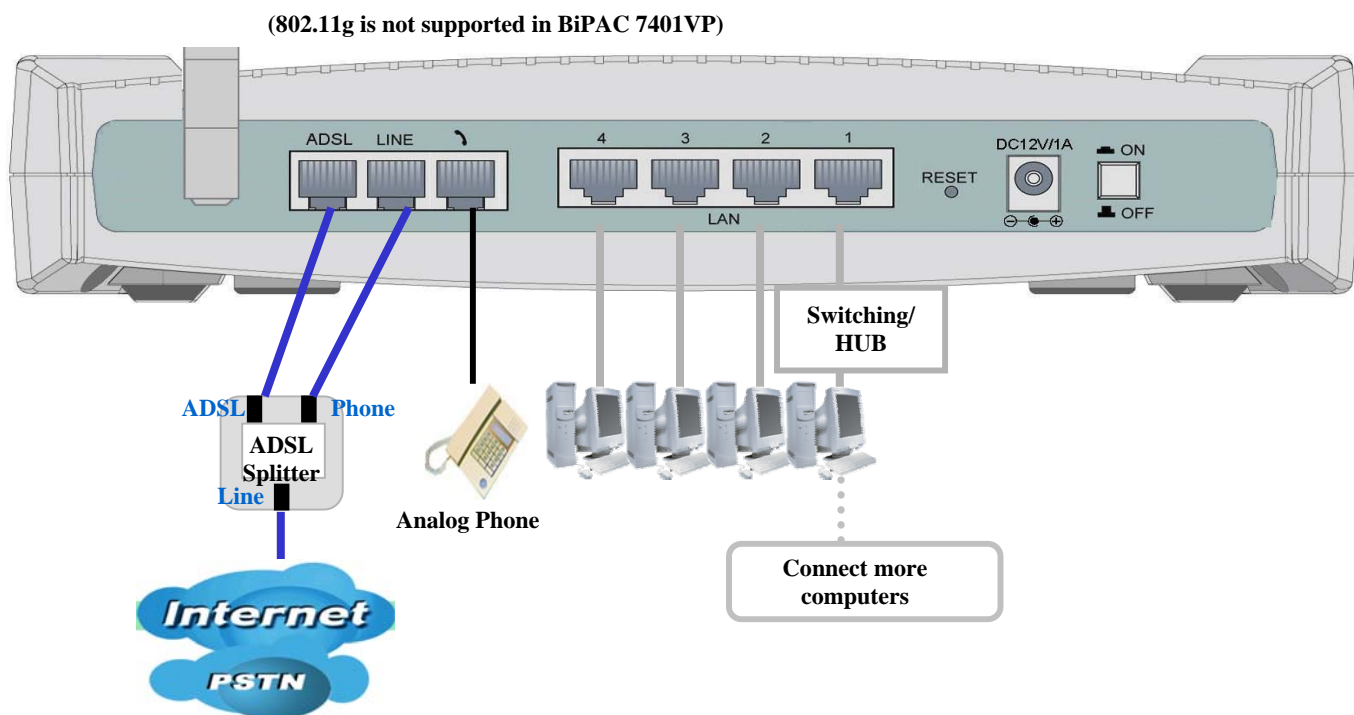 (802.11g is not supported in BiPAC 7401VP)
ADSL LINE
4 3 2 1
LAN
RESET
DC12V/1A
ON
OFF
Switching/
HUB
ADSL Phone
ADSL
Splitter
Line
Analog Phone
Connect more
computers
Internet
PSTN